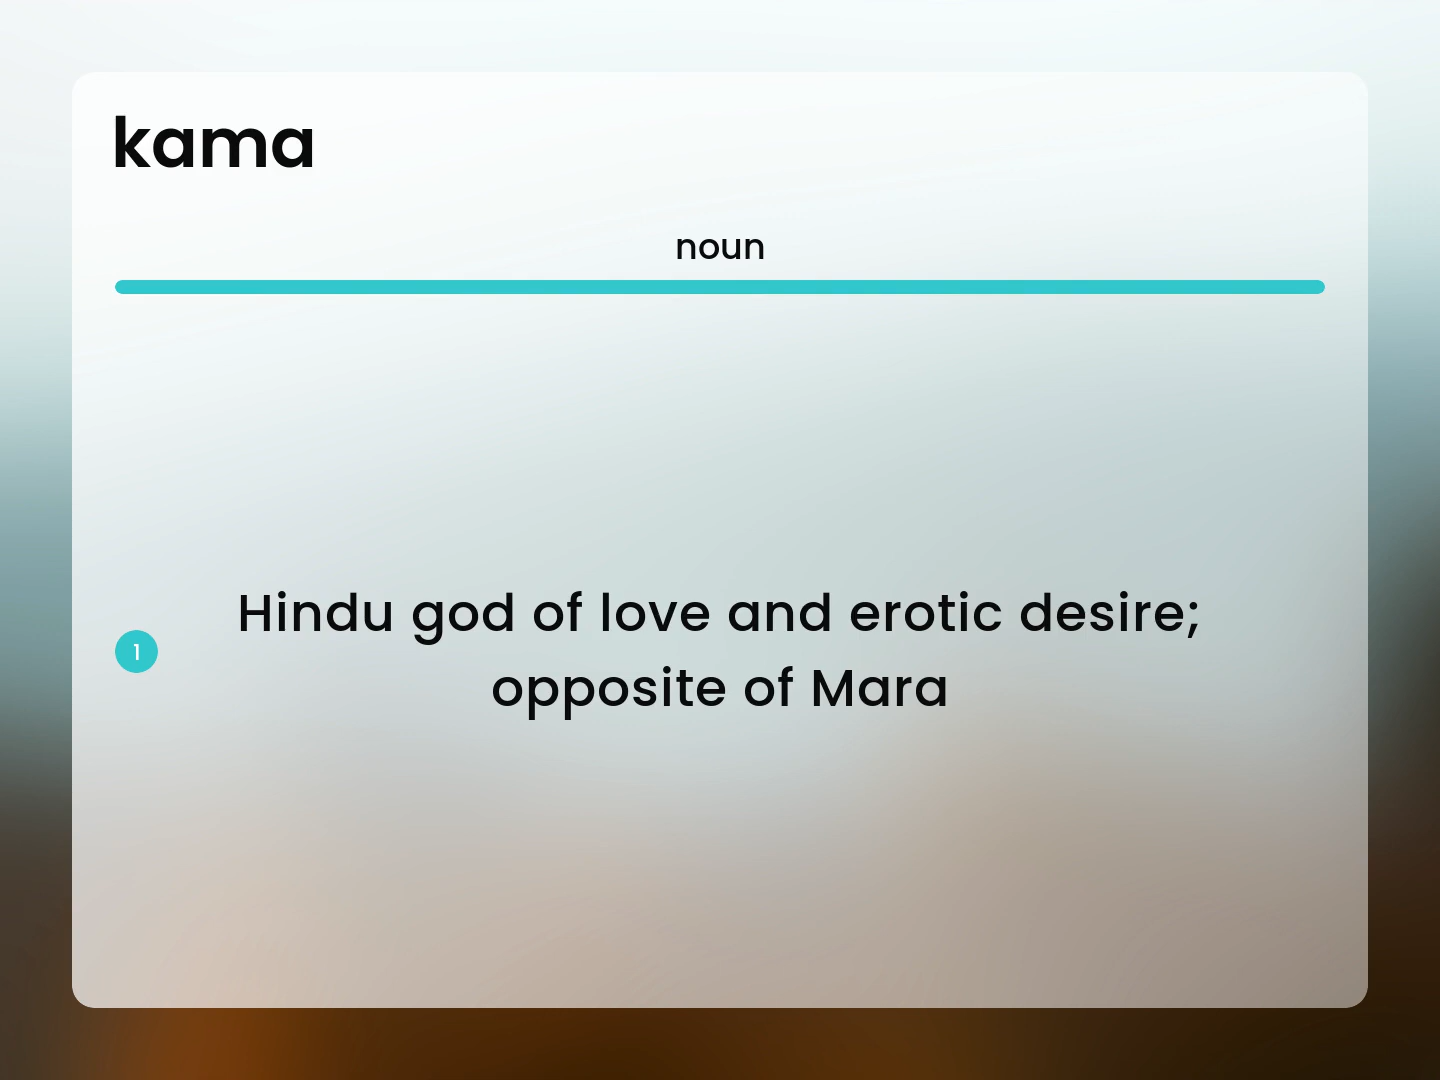 kama
noun
1
Hindu god of love and erotic desire;
opposite of Mara